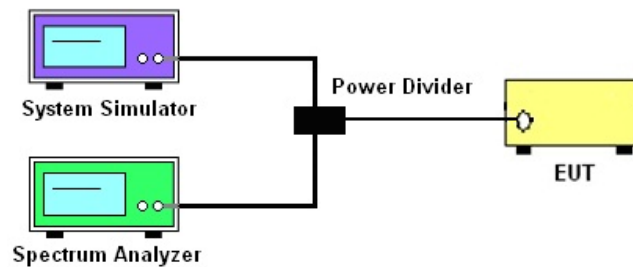 System Simulator
Power Divider
EUT
Spectrum Analyzer